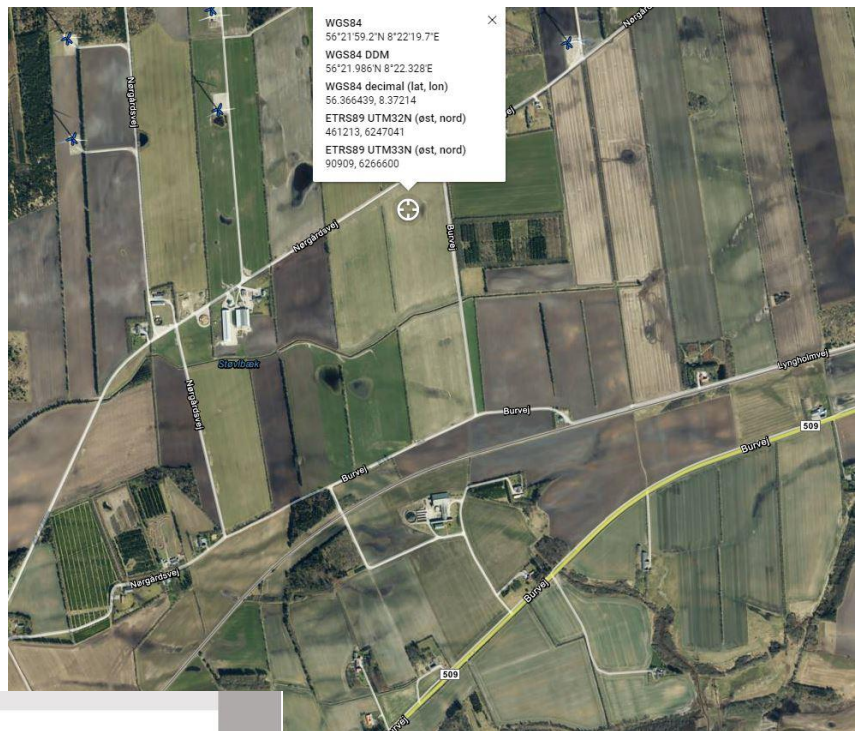 WGS84
56°21'59.2"N 8°22'19.7"E
WGS84 DDM
56°21.986'N 8°22.328'E
WGS84 decimal (lat, lon)
56.366439, 8.37214
ETRS89 UTM32N (øst, nord)
461213, 6247041
ETRS89 UTM33N (øst, nord)
90909, 6266600
Nørgårdsvej
Nørgårdsvej
Nørgårdsvej
Burvej
Støvlbæk
Nørgårdsvej
Lyngholmvej
Burvej
509
Burvej
Burvej
Nørgårdsvej
Burvej
509